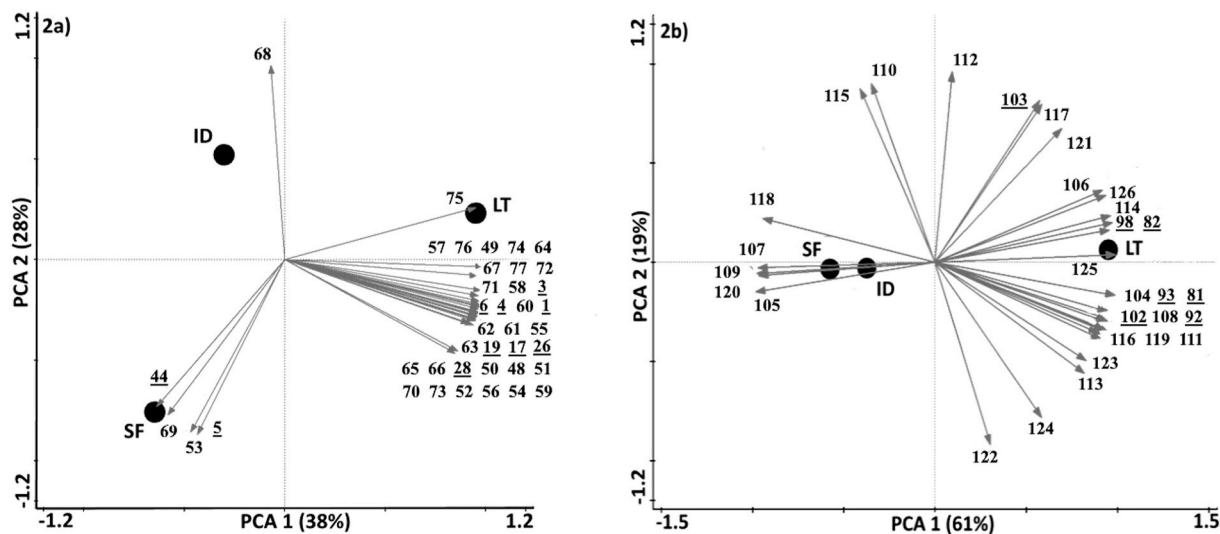 2a)
1.2
68
ID
75
LT
57 76 49 74 64
67 77 72
71 58 3
6 4 60 1
62 61 55
63 19 17 26
65 66 28 50 48 51
70 73 52 56 54 59
44
SF
69
53
5
PCA 2 (28%)
-1.2
-1.2
PCA 1 (38%)
1.2
2b)
1.2
112
110
115
103
117
121
106
126
114
98 82
LT
125
118
107
SF
109
ID
120
105
104 93 81
102 108 92
116 119 111
123
113
124
122
PCA 2 (19%)
-1.2
-1.5
PCA 1 (61%)
1.5